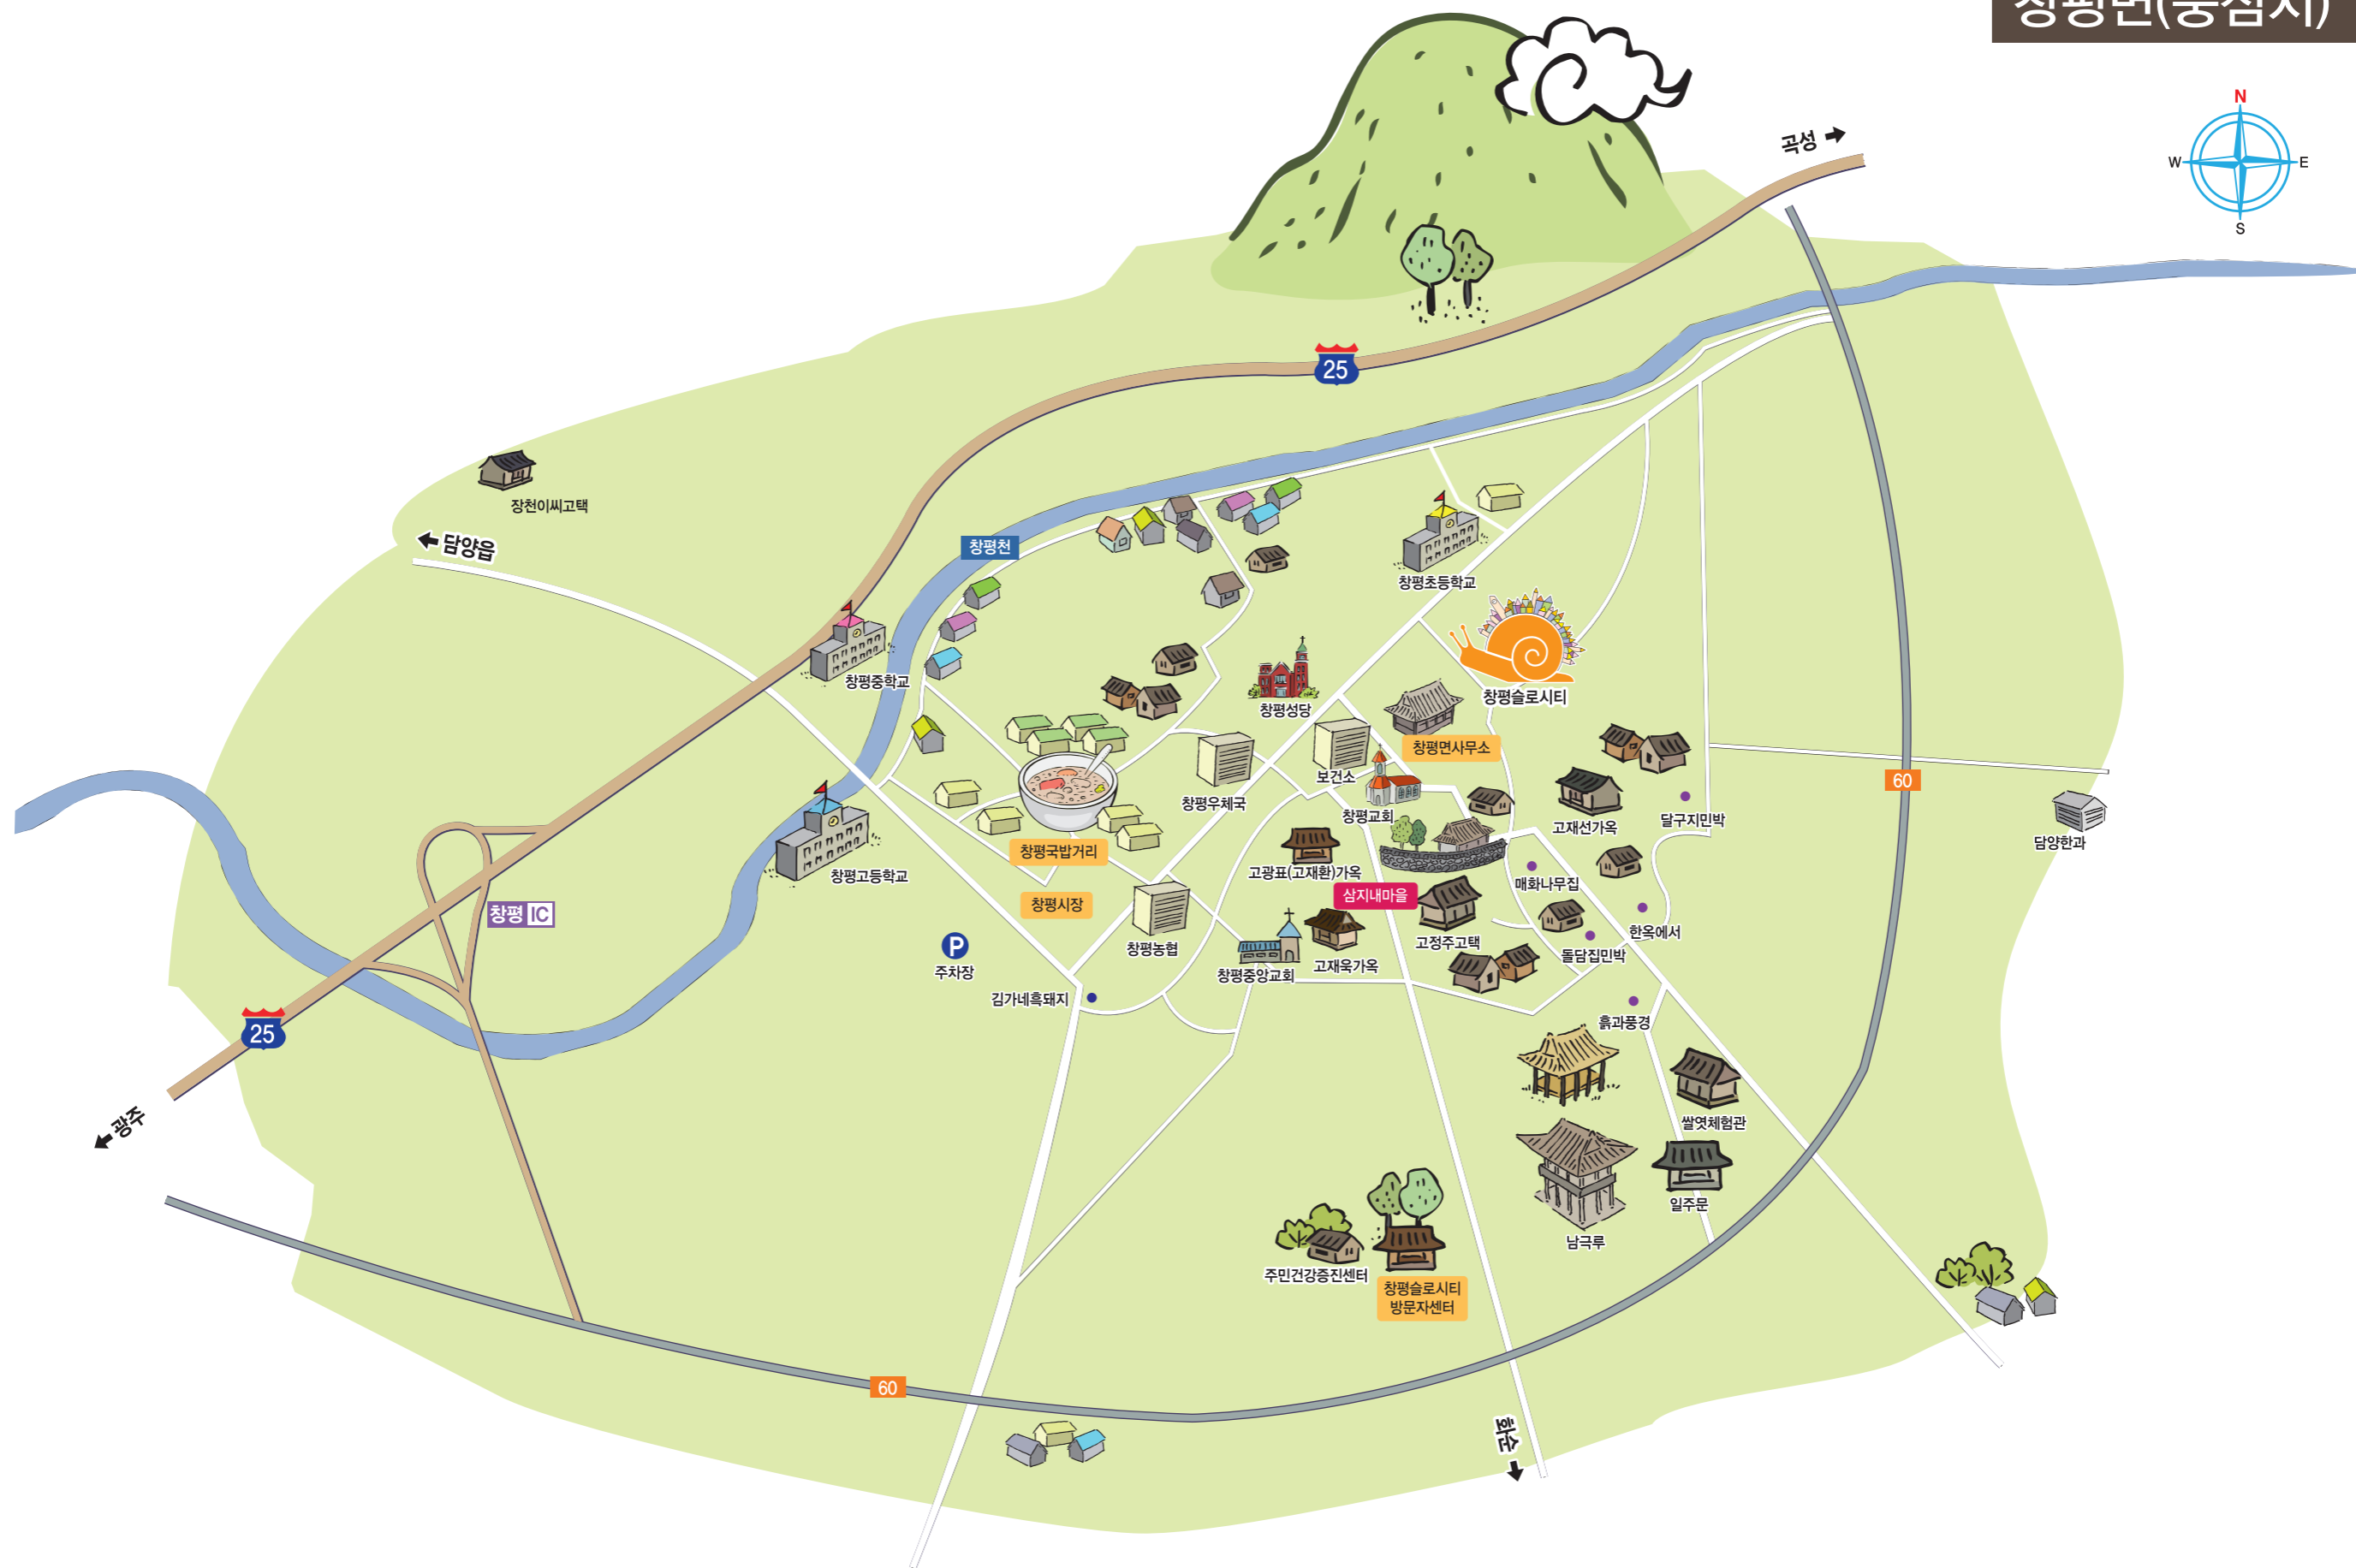 창평면(중심지)
N
W
E
S
곡성
25
장천이씨고택
담양읍
창평천
창평초등학교
창평중학교
창평슬로시티
창평성당
창평면사무소
보건소
창평우체국
창평교회
고재선가옥
달구지민박
60
담양한과
창평국밥거리
창평고등학교
고광표(고재환)가옥
매화나무집
삼지내마을
창평시장
창평 IC
한옥에서
고정주고택
창평농협
돌담집민박
P
주차장
창평중앙교회
고재욱가옥
김가네흑돼지
흙과풍경
25
광주
쌀엿체험관
일주문
남극루
주민건강증진센터
창평슬로시티
방문자센터
60
화순